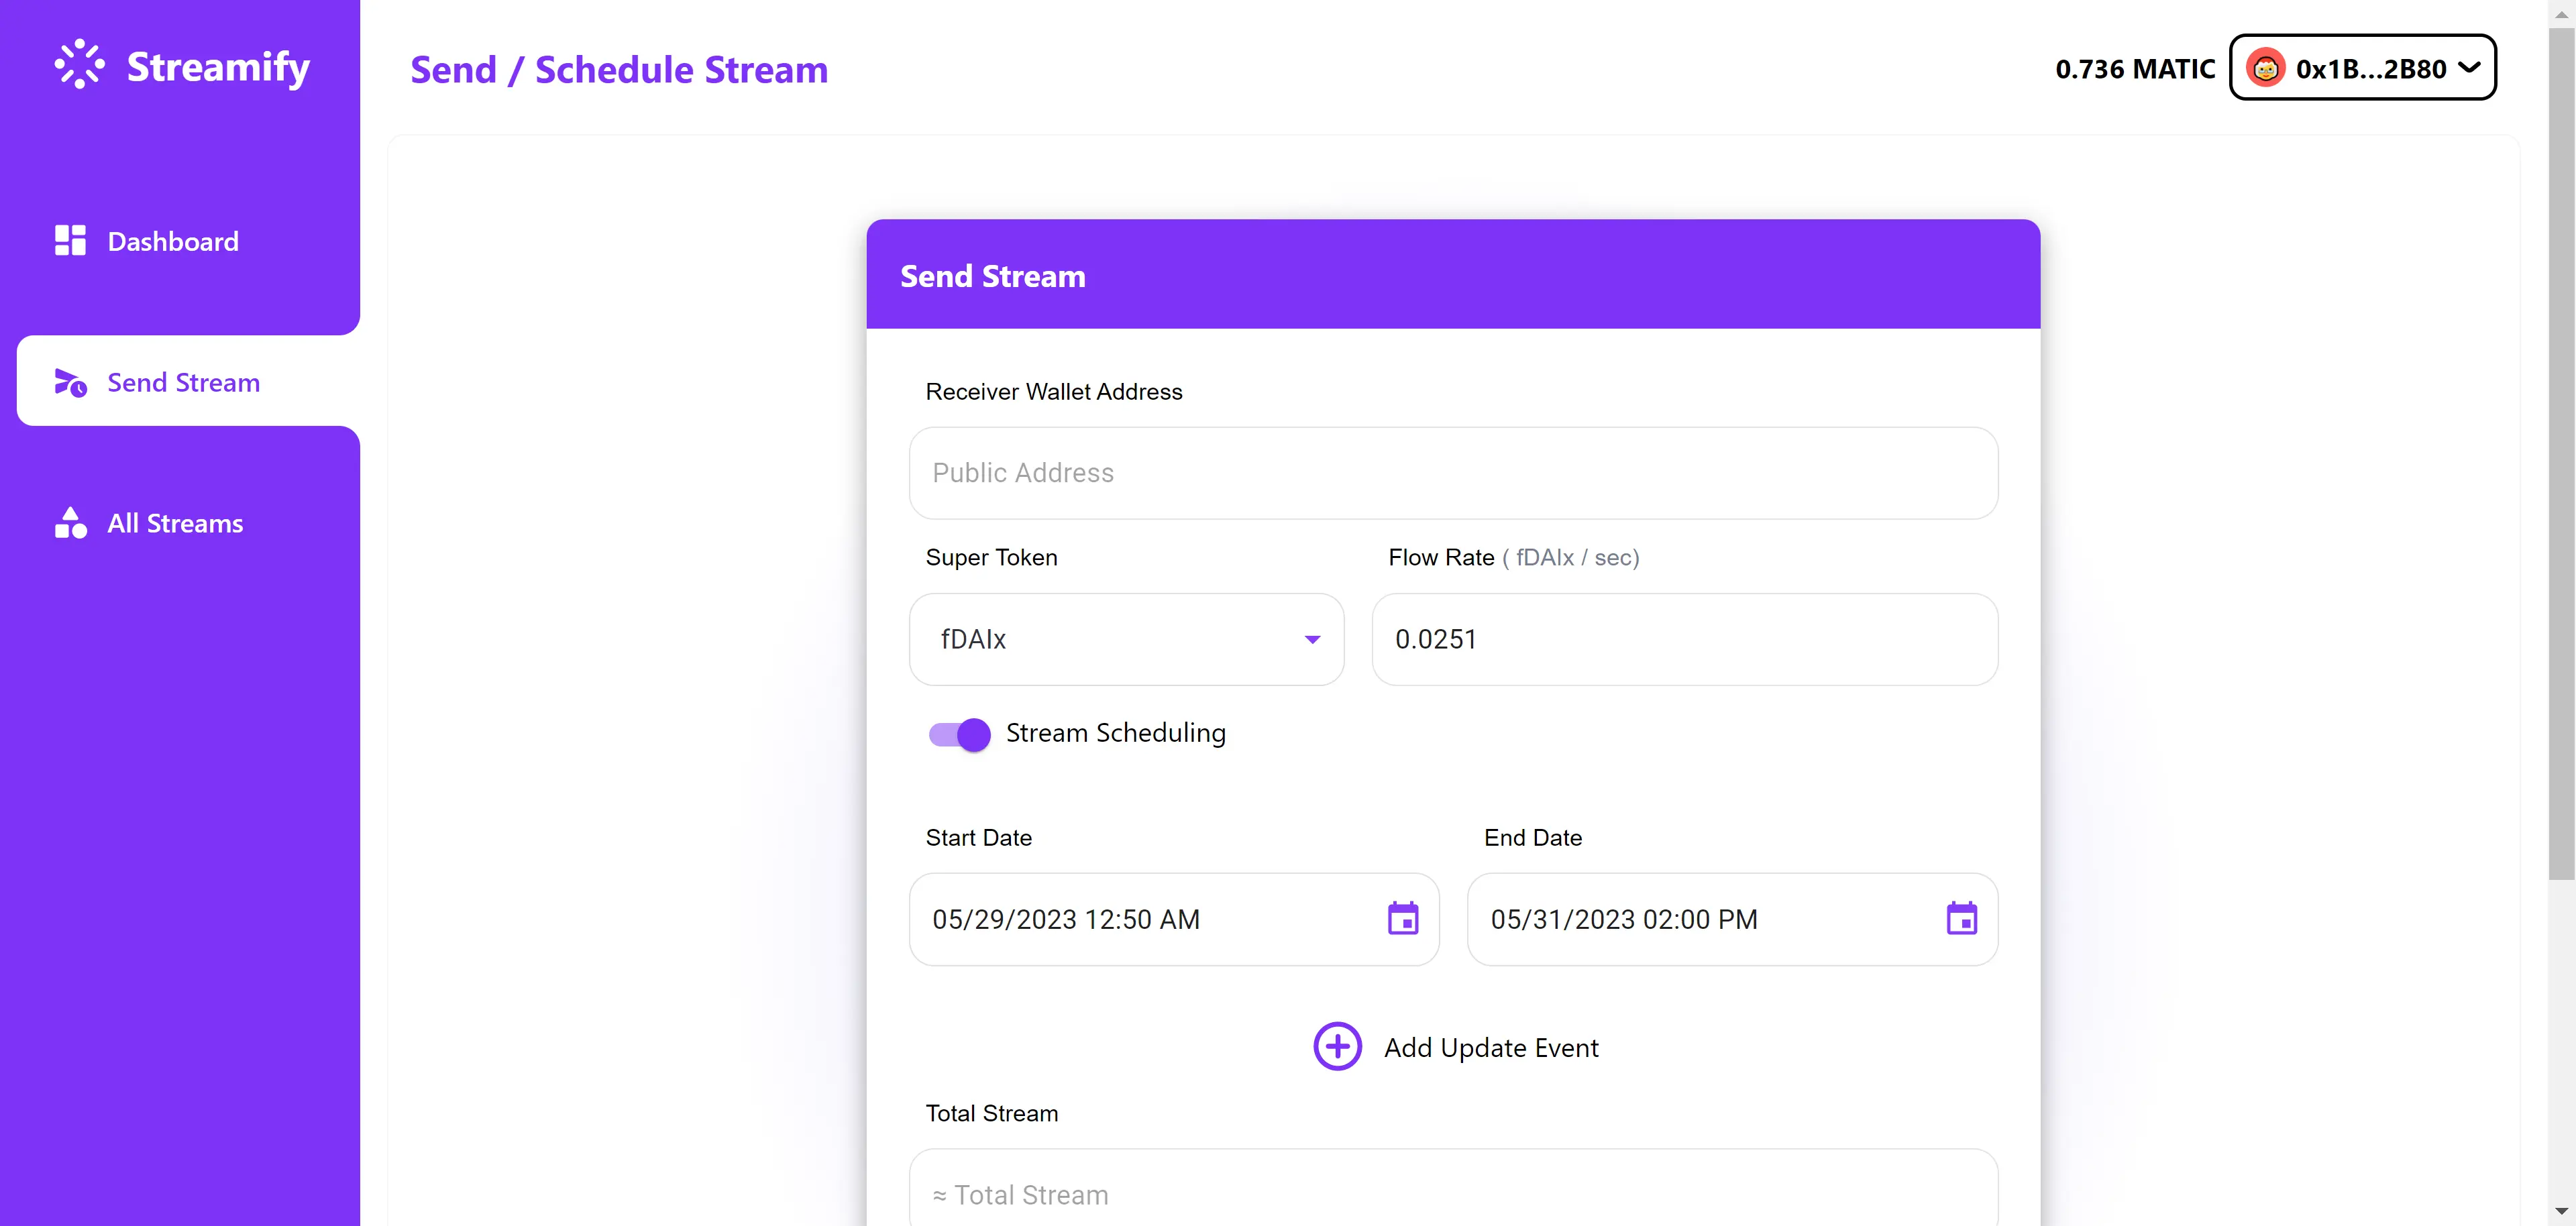 Streamify
Send / Schedule Stream
0.736 MATIC
0x1B...2B80
Dashboard
Send Stream
All Streams
Send Stream
Receiver Wallet Address
Public Address
Super Token
Flow Rate ( fDAIx / sec)
fDAIx
0.0251
Stream Scheduling
Start Date
End Date
05/29/2023 12:50 AM
05/31/2023 02:00 PM
Add Update Event
Total Stream
≈ Total Stream